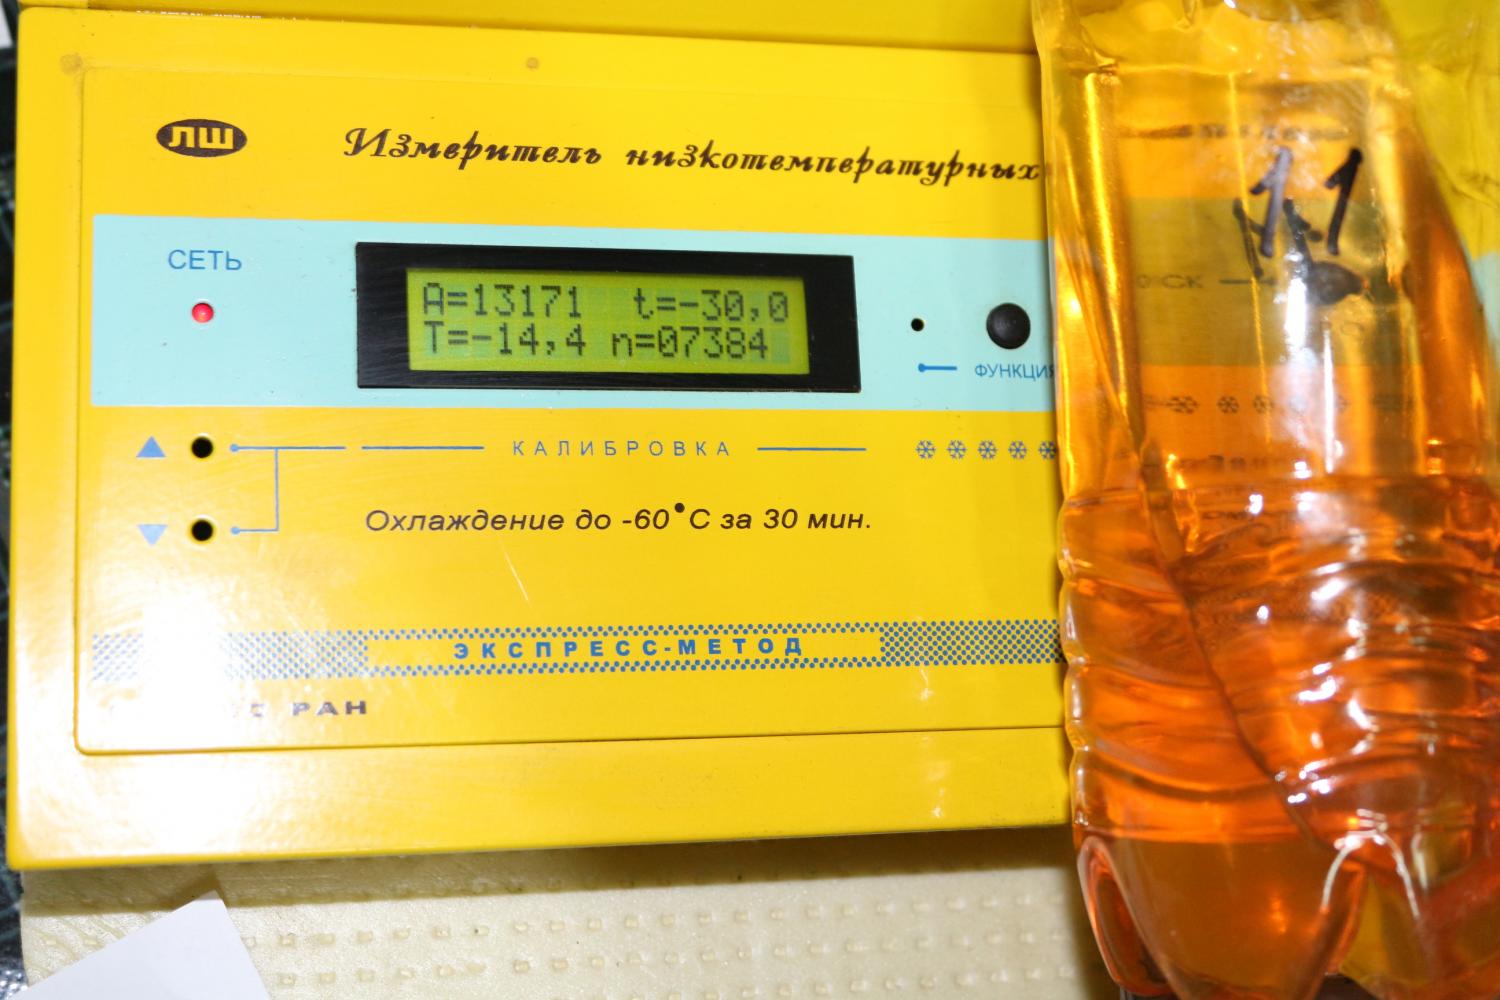 ЛШ
Измеритель низкотемпературных
СЕТЬ
A=13171 t=-30,0
T=-14,4 n=07384
ФУНКЦИЯ
КАЛИБРОВКА
Охлаждение до -60°С за 30 мин.
ЭКСПРЕСС-МЕТОД
РАН
1.1